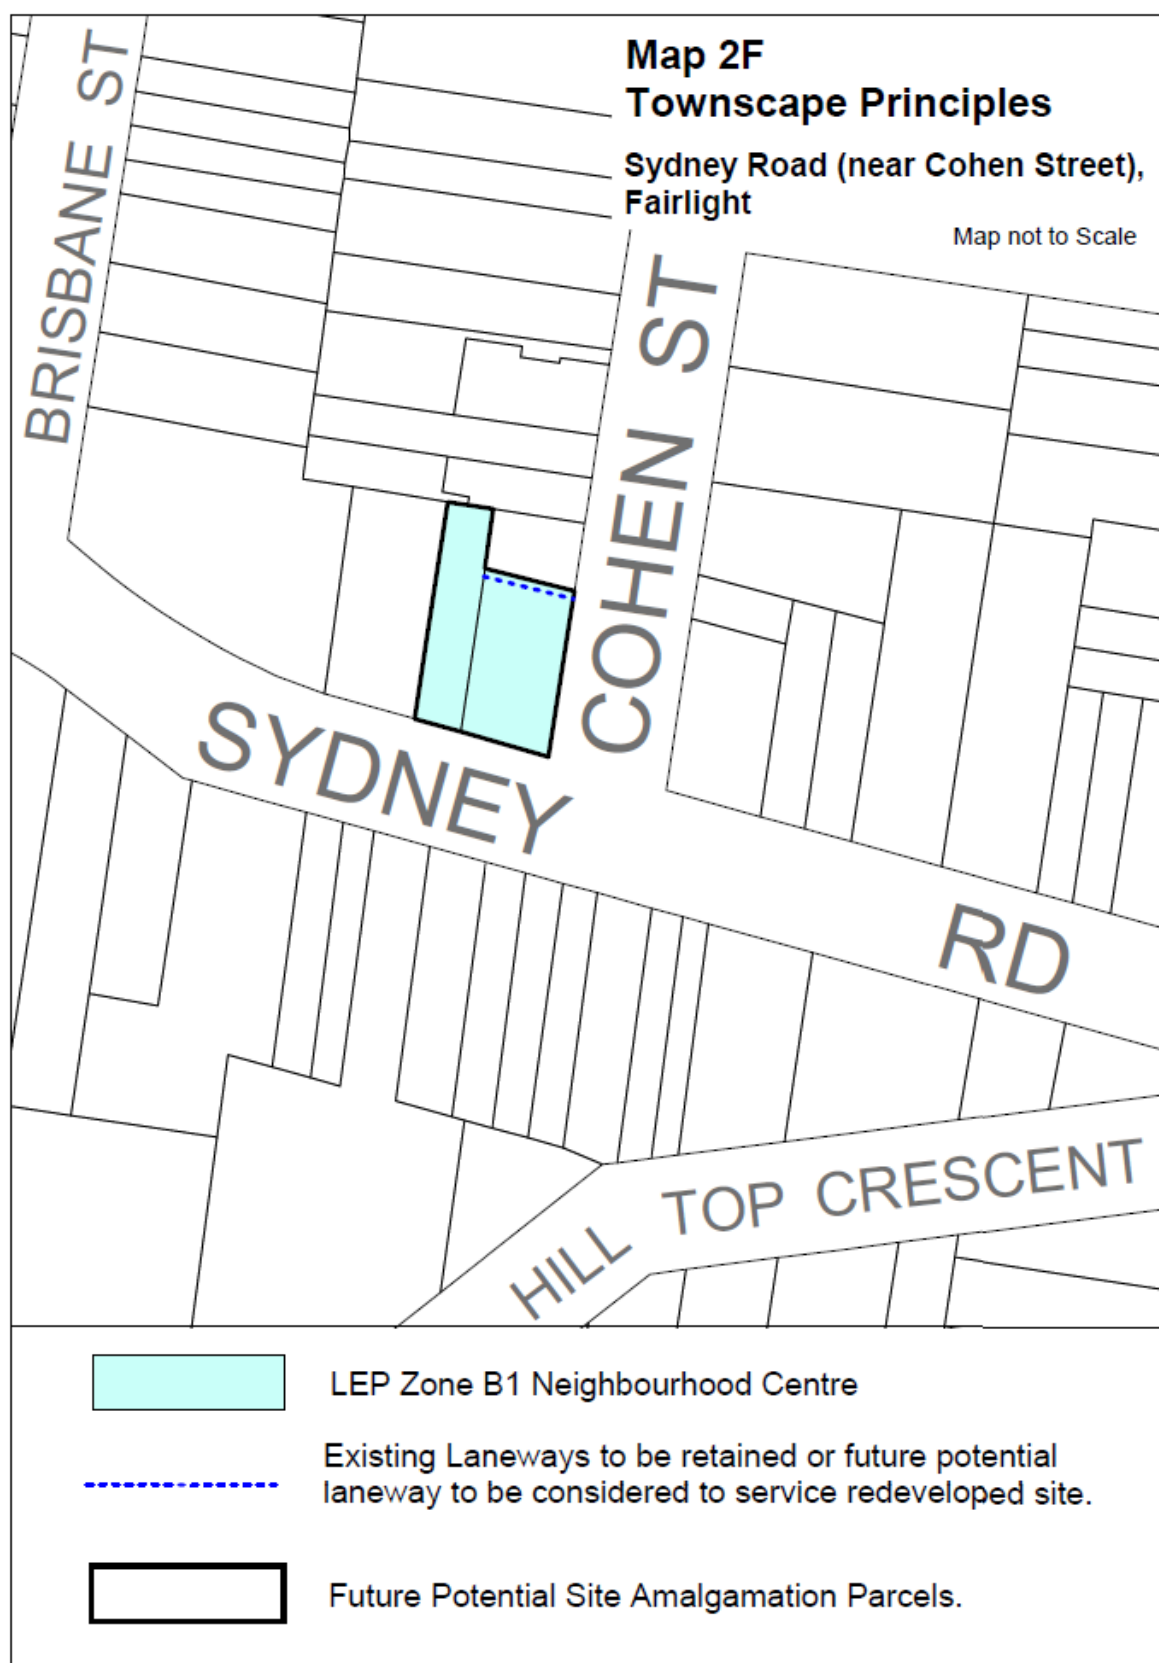 Map 2F
Townscape Principles
Sydney Road (near Cohen Street),
Fairlight
Map not to Scale
BRISBANE ST
COHEN ST
SYDNEY RD
HILL TOP CRESCENT
LEP Zone B1 Neighbourhood Centre
Existing Laneways to be retained or future potential
laneway to be considered to service redeveloped site.
Future Potential Site Amalgamation Parcels.